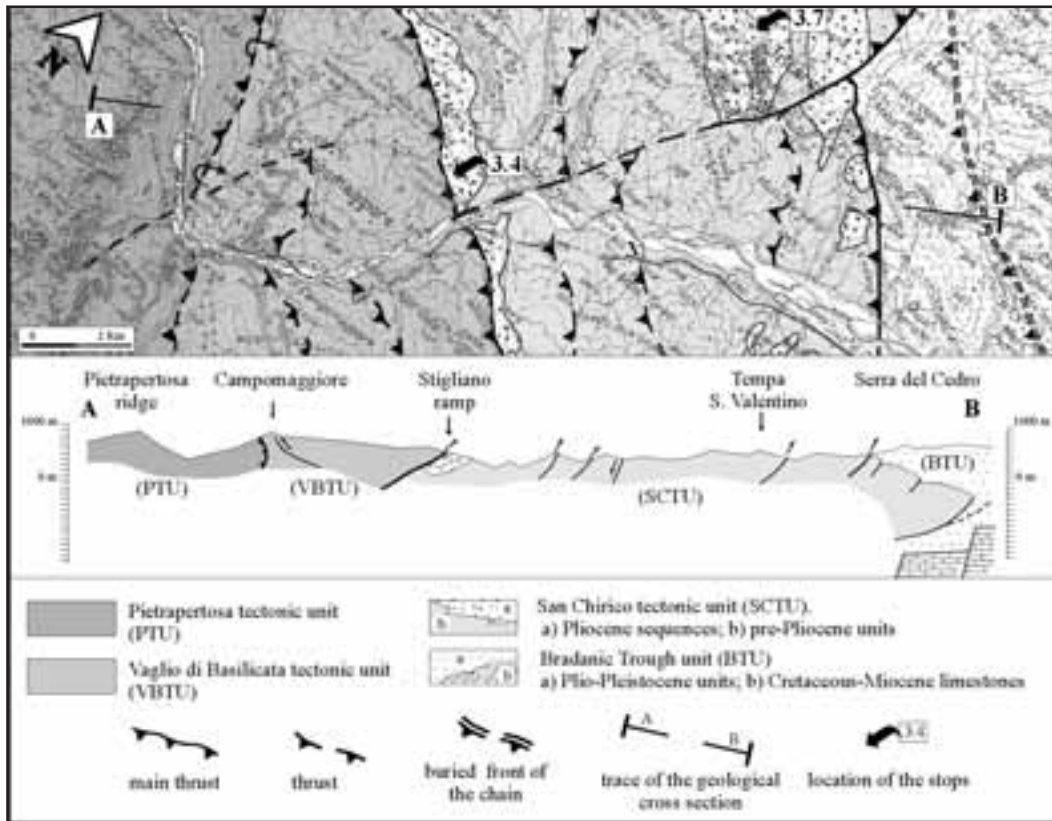 N
A
3.4
3.7
B
0 2 Km
Pietrapertosa ridge
Campomaggiore
Stigliano ramp
Tempa S. Valentino
Serra del Cedro
A
B
1000 m
0 m
1000 m
0 m
(PTU)
(VBTU)
(SCTU)
(BTU)
Pietrapertosa tectonic unit
(PTU)
Vaglio di Basilicata tectonic unit
(VBTU)
a
b
San Chirico tectonic unit (SCTU).
a) Pliocene sequences; b) pre-Pliocene units
a
b
Bradanic Trough unit (BTU)
a) Plio-Pleistocene units; b) Cretaceous-Miocene limestones
main thrust
thrust
buried front of
the chain
A
B
trace of the geological
cross section
3.4
location of the stops